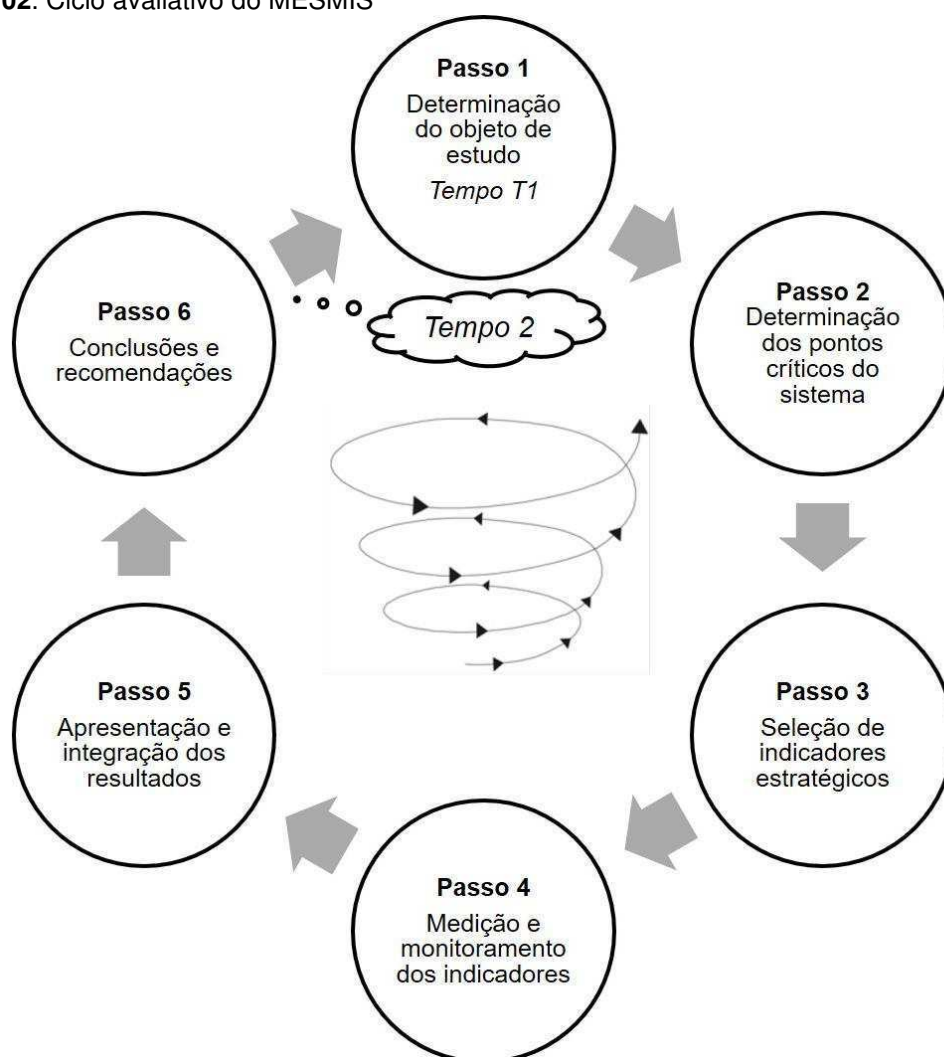 02: Ciclo avaliativo do MESMIS
Passo 1
Determinação
do objeto de
estudo
Tempo T1
Passo 2
Determinação
dos pontos
críticos do
sistema
Passo 6
Conclusões e
recomendações
Tempo 2
Passo 5
Apresentação e
integração dos
resultados
Passo 3
Seleção de
indicadores
estratégicos
Passo 4
Medição e
monitoramento
dos indicadores